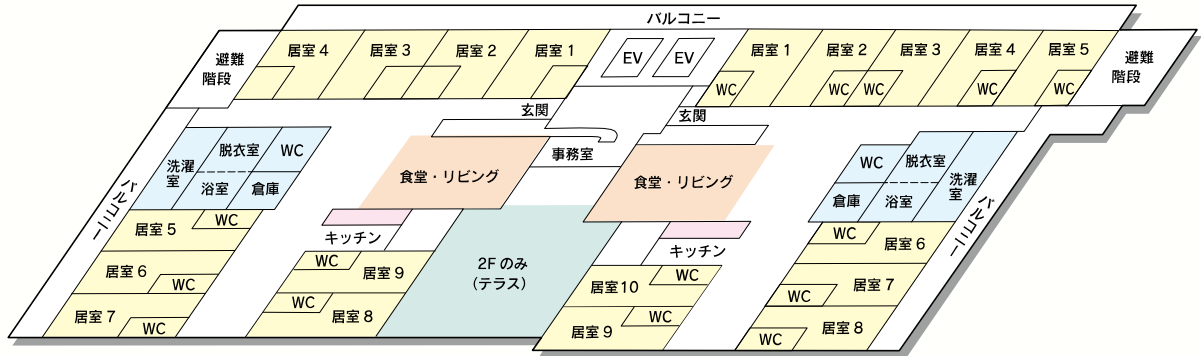 バルコニー
避難
階段
居室4
居室3
居室2
居室1
EV
EV
居室1
居室2
居室3
居室4
居室5
避難
階段
WC
WC
WC
WC
WC
玄関
玄関
洗濯
室
脱衣室
WC
浴室
倉庫
事務室
食堂・リビング
食堂・リビング
WC
脱衣室
洗濯
室
倉庫
浴室
バルコニー
バルコニー
居室5
WC
居室6
WC
居室7
WC
キッチン
WC
居室9
WC
居室8
2Fのみ
(テラス)
キッチン
WC
居室10
WC
居室9
WC
居室6
居室7
WC
居室8
WC